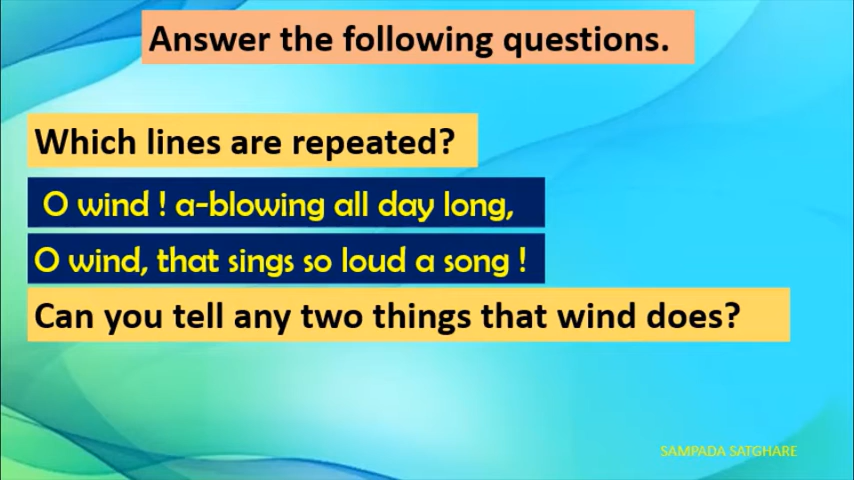 Answer the following questions.
Which lines are repeated?
O wind ! a-blowing all day long,
O wind, that sings so loud a song !
Can you tell any two things that wind does?
SAMPADA SATGHARE